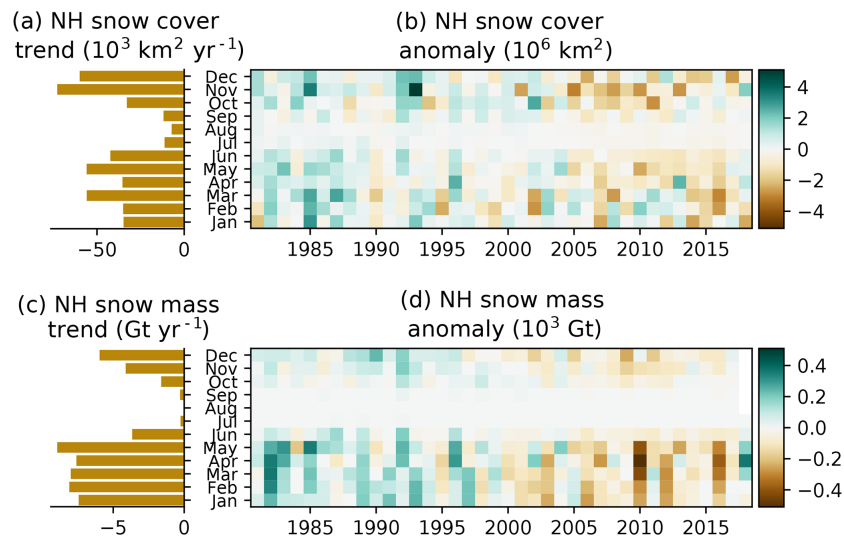 (a) NH snow cover
trend (10³ km² yr⁻¹)
(b) NH snow cover
anomaly (10⁶ km²)
Dec
Nov
Oct
Sep
Aug
Jul
Jun
May
Apr
Mar
Feb
Jan
−50
0
1985
1990
1995
2000
2005
2010
2015
4
2
0
−2
−4
(c) NH snow mass
trend (Gt yr⁻¹)
(d) NH snow mass
anomaly (10³ Gt)
Dec
Nov
Oct
Sep
Aug
Jul
Jun
May
Apr
Mar
Feb
Jan
−5
0
1985
1990
1995
2000
2005
2010
2015
0.4
0.2
0.0
−0.2
−0.4